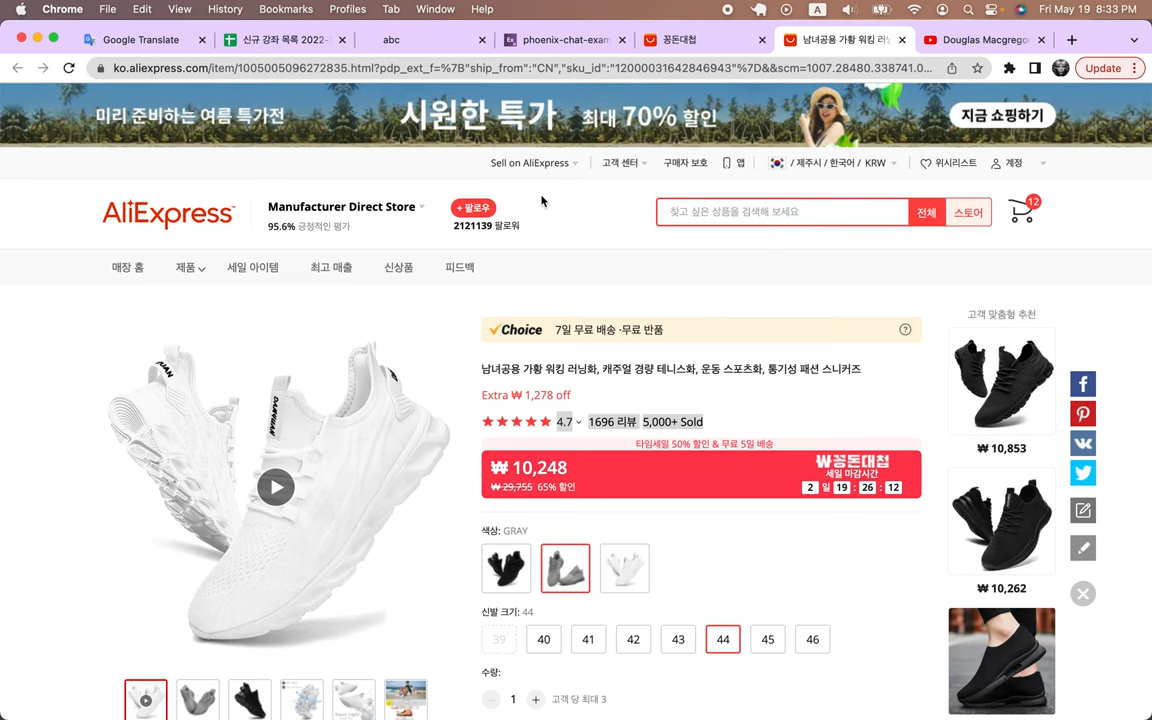 Chrome File Edit View History Bookmarks Profiles Tab Window Help A Fri May 19 8:33 PM
Google Translate 신규 강좌 목록 2022- abc phoenix-chat-exam 꽁돈대첩 남녀공용 가황 워킹 러닝 Douglas Macgregor
ko.aliexpress.com/item/1005005096272835.html?pdp_ext_f=%7B"ship_from":"CN","sku_id":"12000031642846943"%7D&&scm=1007.28480.338741.0... Update
미리 준비하는 여름 특가전 시원한 특가 최대 70% 할인 지금 쇼핑하기
Sell on AliExpress 고객 센터 구매자 보호 앱 / 제주시 / 한국어 / KRW 위시리스트 계정
AliExpress Manufacturer Direct Store + 팔로우 찾고 싶은 상품을 검색해 보세요 전체 스토어 12
95.6% 긍정적인 평가 2121139 팔로워
매장 홈 제품 세일 아이템 최고 매출 신상품 피드백
고객 맞춤형 추천
Choice 7일 무료 배송 ·무료 반품
남녀공용 가황 워킹 러닝화, 캐주얼 경량 테니스화, 운동 스포츠화, 통기성 패션 스니커즈
Extra ₩ 1,278 off
4.7 1696 리뷰 5,000+ Sold
타임세일 50% 할인 & 무료 5일 배송
₩ 10,248 ₩꽁돈대첩
세일 마감시간
₩ 29,755 65% 할인 2 일 19 : 26 : 12
₩ 10,853
색상: GRAY
₩ 10,262
신발 크기: 44
39 40 41 42 43 44 45 46
수량:
1 고객 당 최대 3